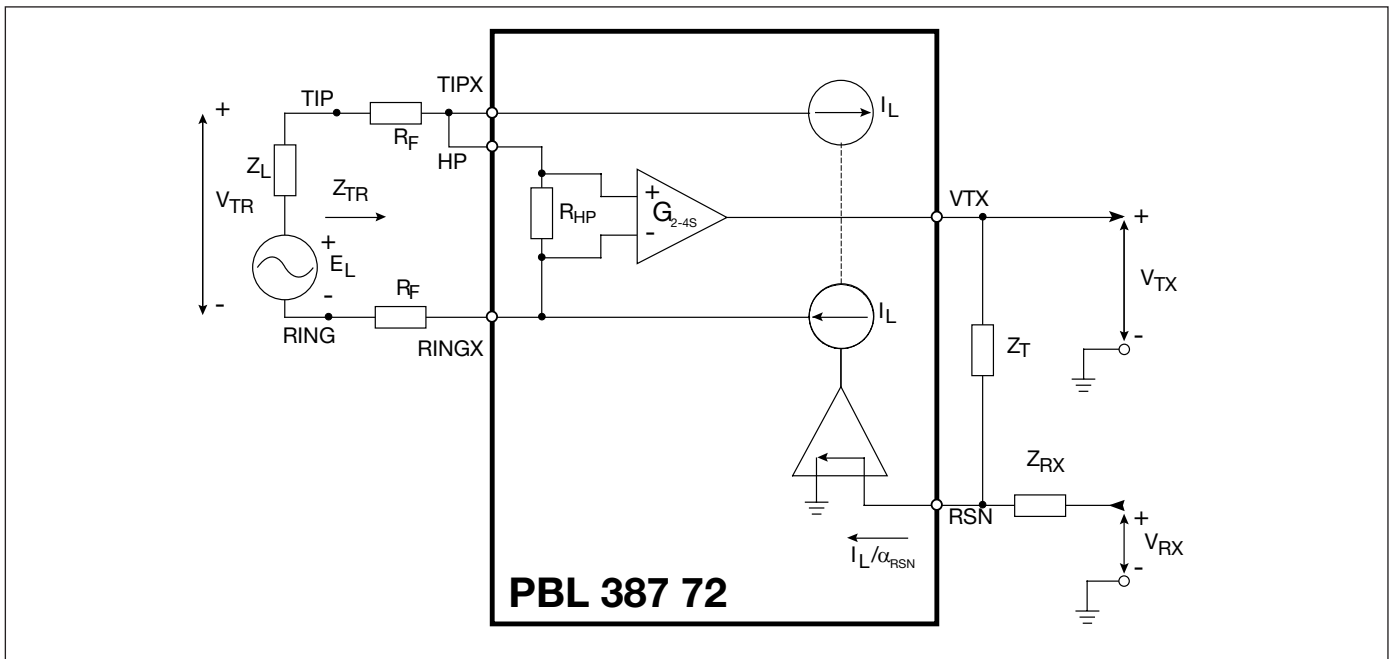 TIPX
TIP
+
R_F
I_L
HP
Z_L
Z_TR
V_TR
+
R_HP
G_2-4S
-
VTX
+
V_TX
+
E_L
-
-
RING
R_F
RINGX
I_L
Z_T
-
Z_RX
RSN
+
V_RX
-
I_L/α_RSN
PBL 387 72